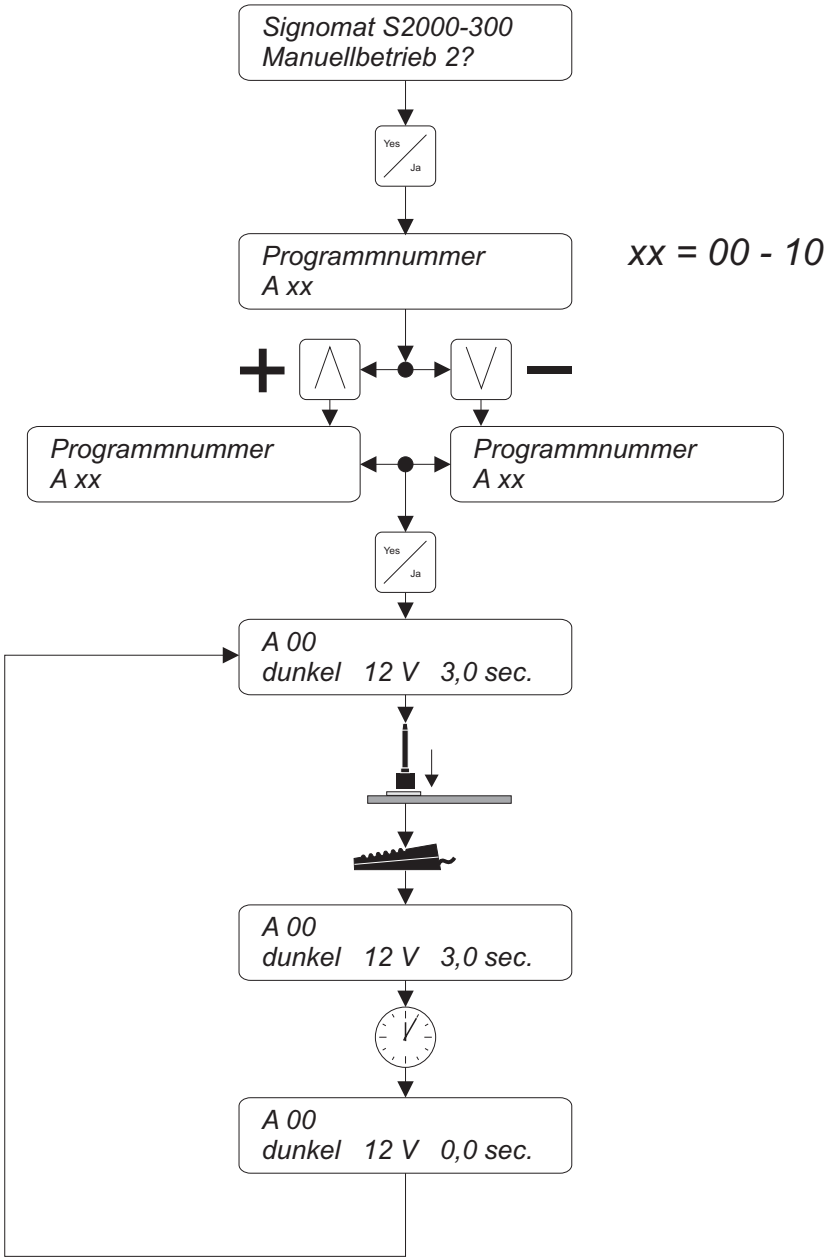 Signomat S2000-300
Manuellbetrieb 2?
Yes
Ja
Programmnummer
A xx
xx = 00 - 10
+
−
Programmnummer
A xx
Programmnummer
A xx
Yes
Ja
A 00
dunkel 12 V 3,0 sec.
A 00
dunkel 12 V 3,0 sec.
A 00
dunkel 12 V 0,0 sec.